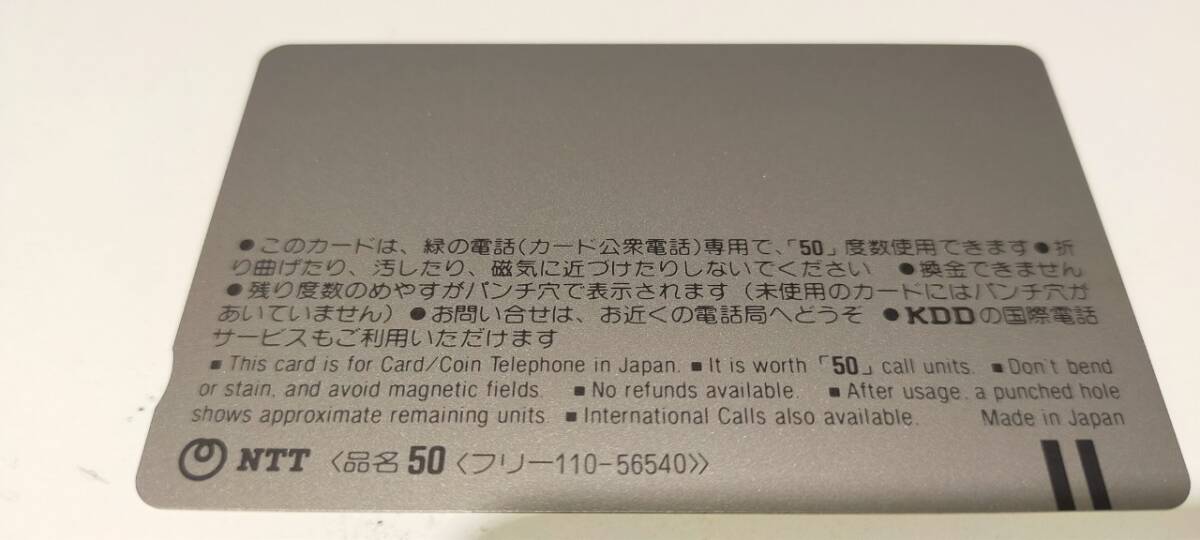 ●このカードは、緑の電話(カード公衆電話)専用で、「50」度数使用できます●折
り曲げたり、汚したり、磁気に近づけたりしないでください ●換金できません
●残り度数のめやすがパンチ穴で表示されます(未使用のカードにはパンチ穴が
あいていません)●お問い合せは、お近くの電話局へどうぞ ●KDDの国際電話
サービスもご利用いただけます
■ This card is for Card/Coin Telephone in Japan. ■ It is worth「50」call units. ■ Don't bend
or stain, and avoid magnetic fields. ■ No refunds available. ■ After usage, a punched hole
shows approximate remaining units. ■ International Calls also available. Made in Japan
NTT 〈品名 50〈フリー110-56540〉〉